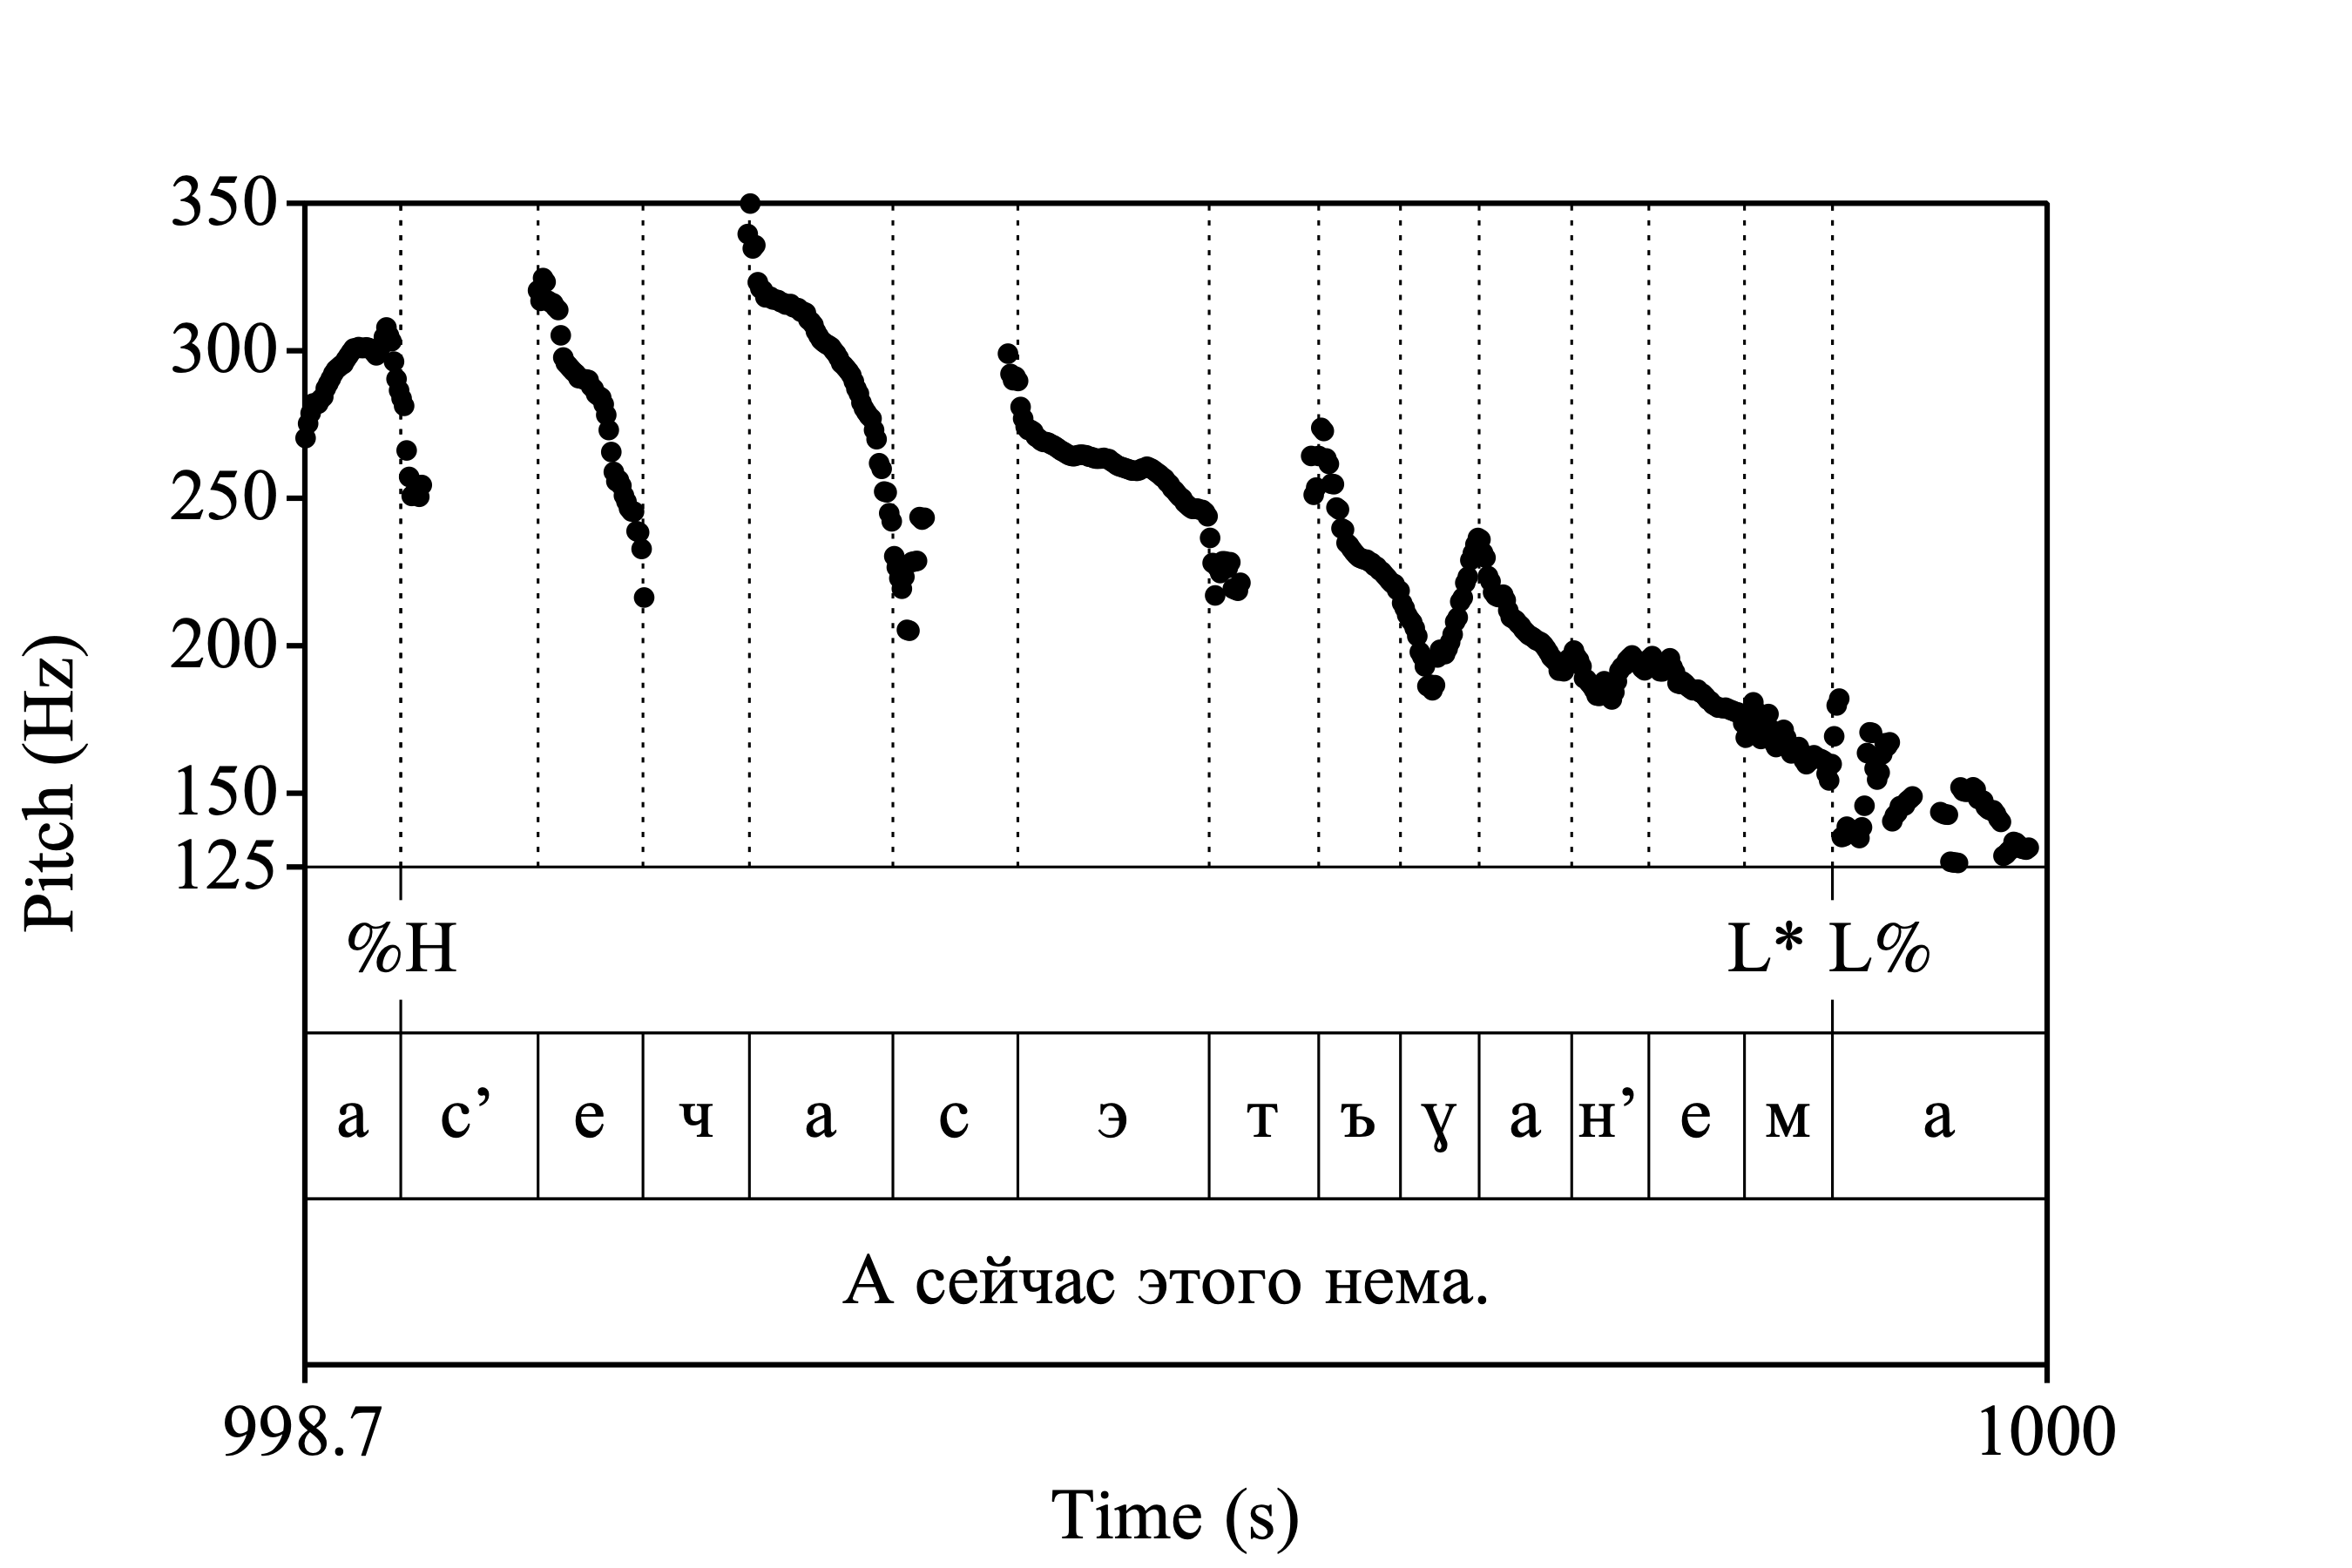 350
300
250
200
150
125
Pitch (Hz)
%H L* L%
а с’ е ч а с э т ъ ɣ а н’ е м а
А сейчас этого нема.
998.7 1000
Time (s)